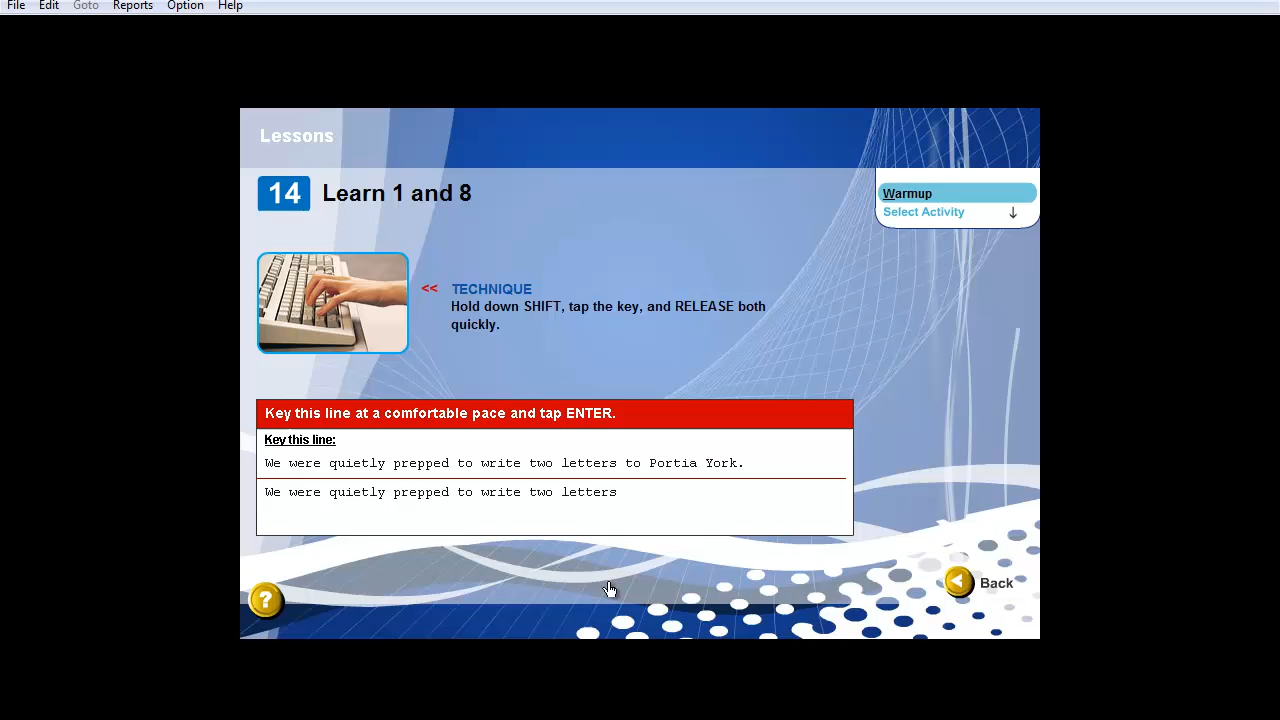 File Edit Goto Reports Option Help
Lessons
14 Learn 1 and 8
Warmup
Select Activity ↓
<< TECHNIQUE
Hold down SHIFT, tap the key, and RELEASE both
quickly.
Key this line at a comfortable pace and tap ENTER.
Key this line:
We were quietly prepped to write two letters to Portia York.
We were quietly prepped to write two letters
? Back